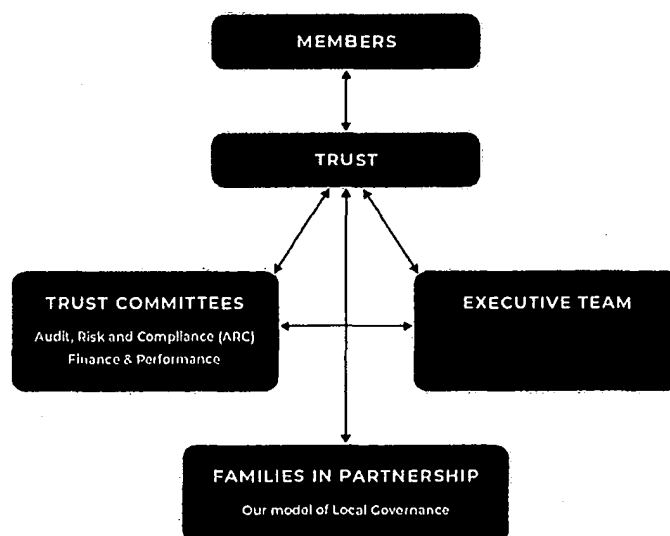 MEMBERS
TRUST
TRUST COMMITTEES
Audit, Risk and Compliance (ARC)
Finance & Performance
EXECUTIVE TEAM
FAMILIES IN PARTNERSHIP
Our model of Local Governance